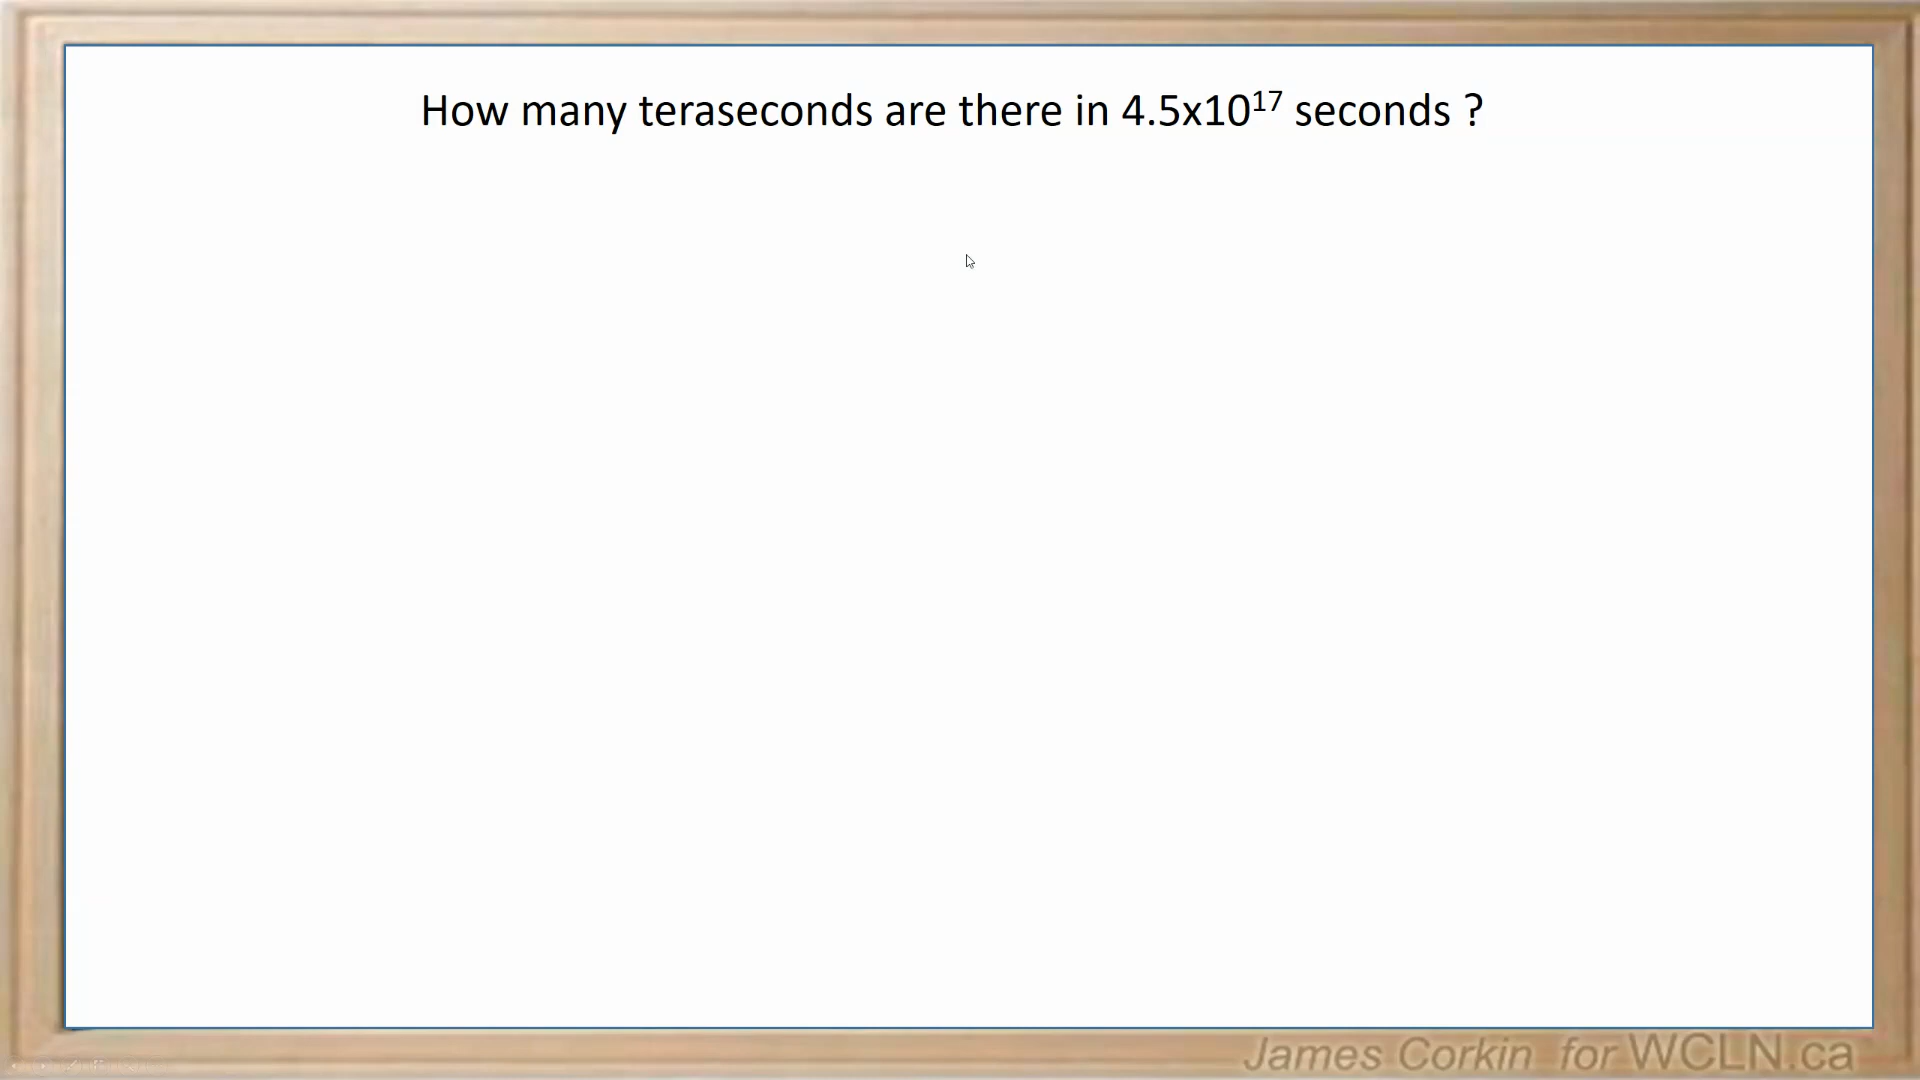 How many teraseconds are there in 4.5x10¹⁷ seconds ?
James Corkin for WCLN.ca